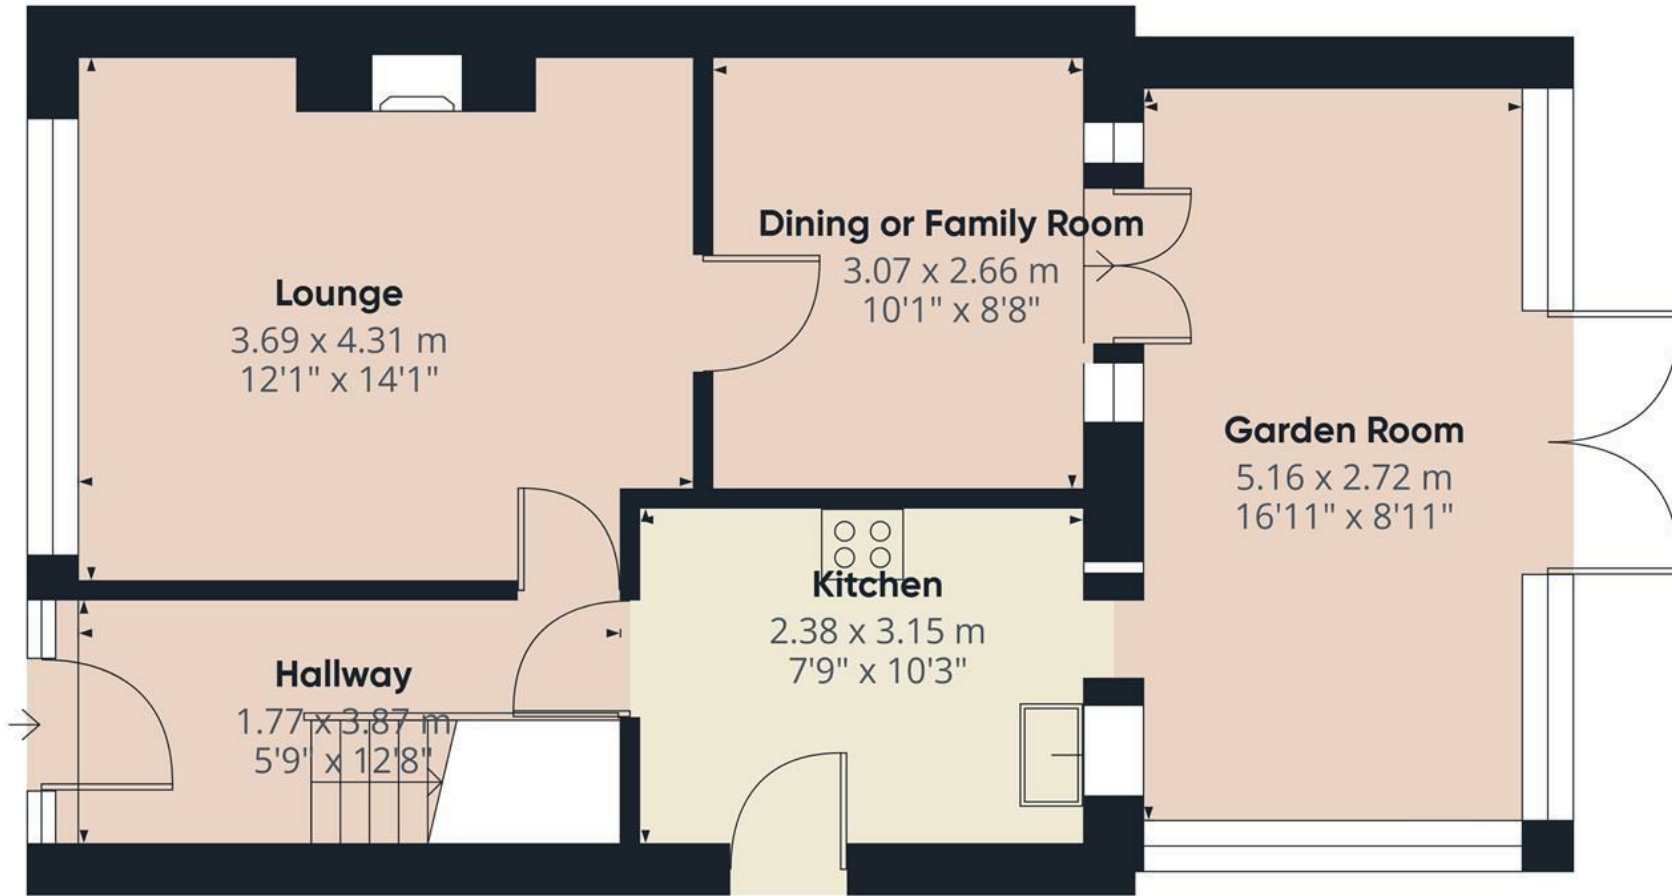 Lounge
3.69 x 4.31 m
12'1" x 14'1"
Dining or Family Room
3.07 x 2.66 m
10'1" x 8'8"
Garden Room
5.16 x 2.72 m
16'11" x 8'11"
Kitchen
2.38 x 3.15 m
7'9" x 10'3"
Hallway
1.77 x 3.87 m
5'9" x 12'8"